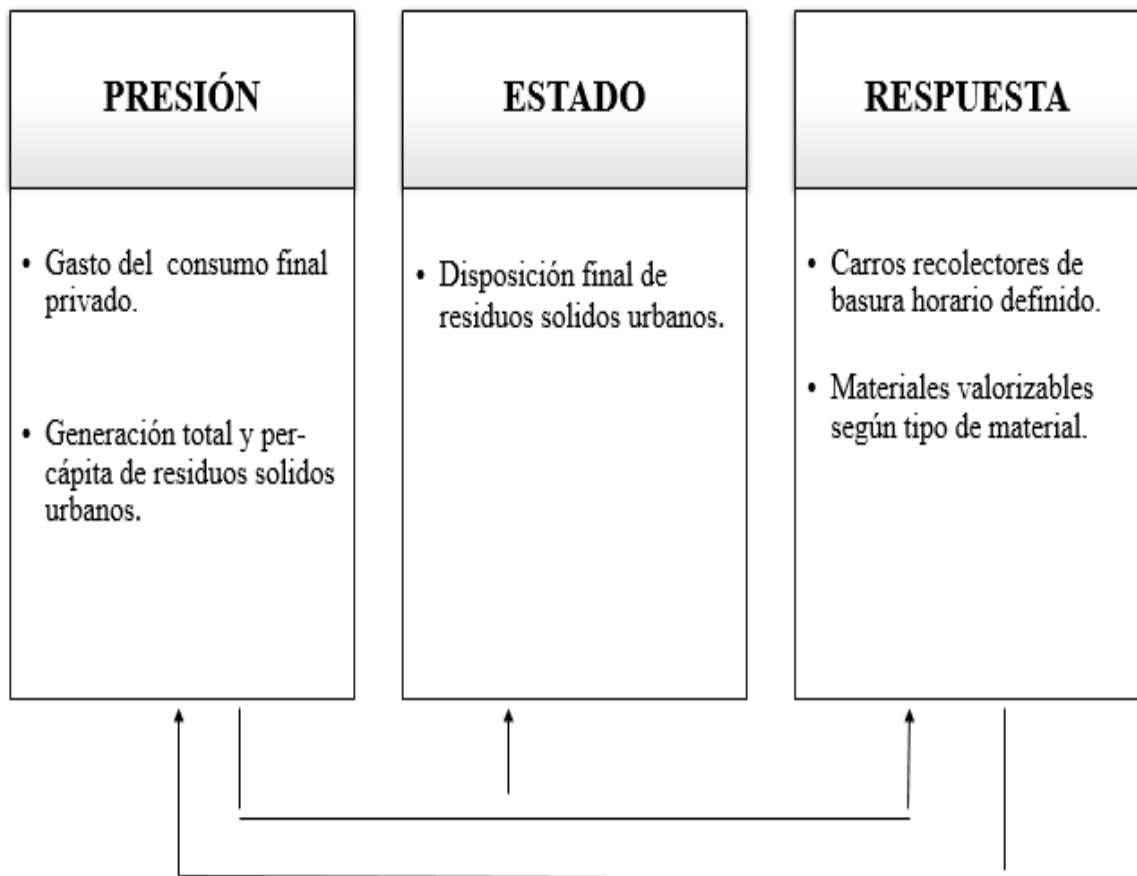 PRESIÓN
• Gasto del consumo final
privado.
• Generación total y per-
cápita de residuos solidos
urbanos.
ESTADO
• Disposición final de
residuos solidos urbanos.
RESPUESTA
• Carros recolectores de
basura horario definido.
• Materiales valorizables
según tipo de material.